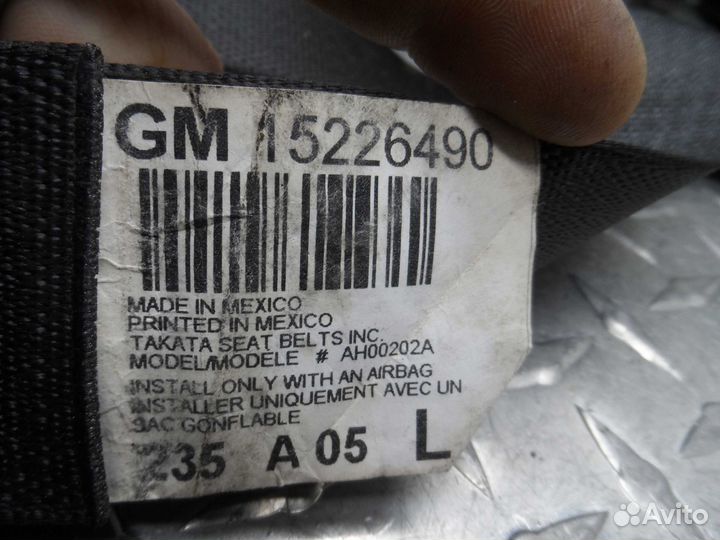 GM 15226490
MADE IN MEXICO
PRINTED IN MEXICO
TAKATA SEAT BELTS INC.
MODEL/MODELE # AH00202A
INSTALL ONLY WITH AN AIRBAG
INSTALLER UNIQUEMENT AVEC UN
SAC GONFLABLE
235 A 05 L
Avito